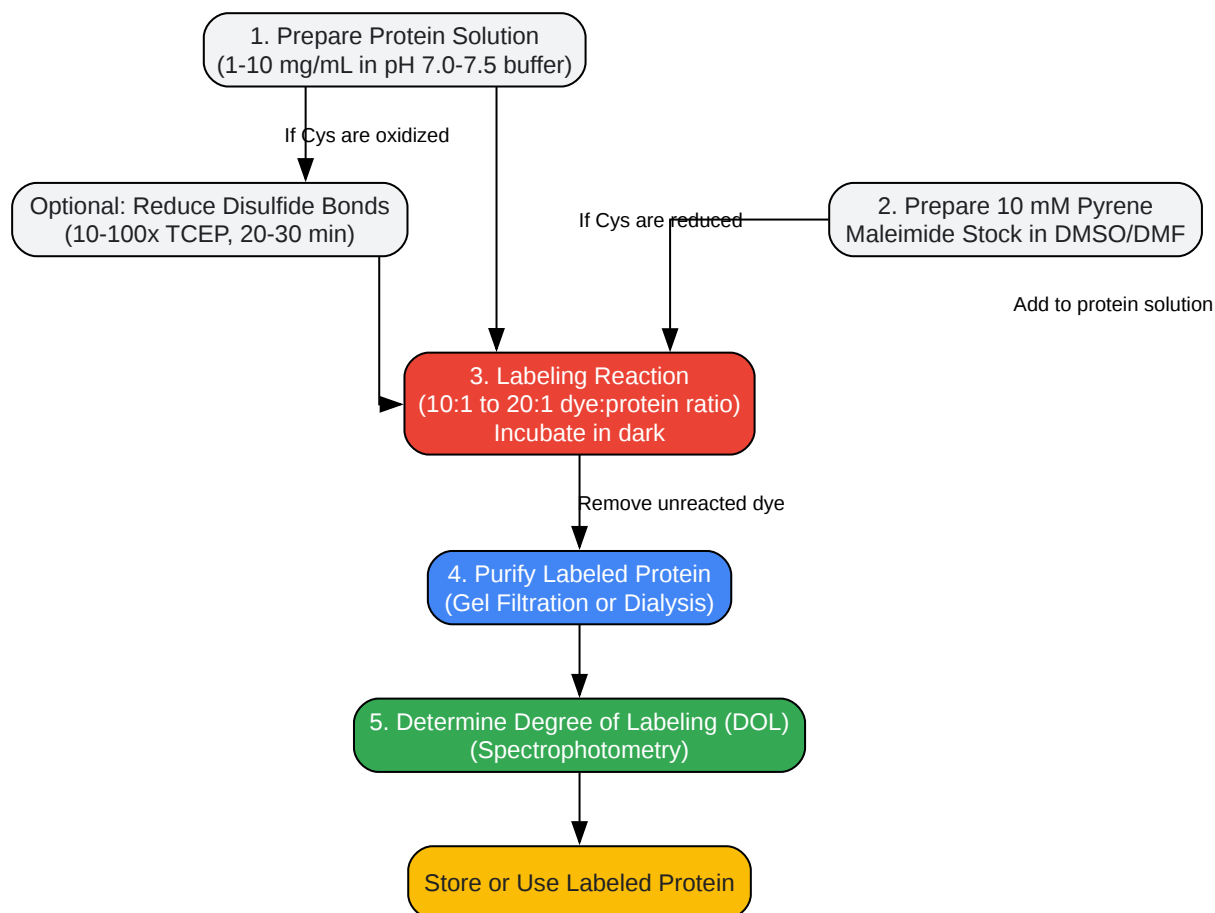 1. Prepare Protein Solution
(1-10 mg/mL in pH 7.0-7.5 buffer)
If Cys are oxidized
Optional: Reduce Disulfide Bonds
(10-100x TCEP, 20-30 min)
If Cys are reduced
2. Prepare 10 mM Pyrene
Maleimide Stock in DMSO/DMF
Add to protein solution
3. Labeling Reaction
(10:1 to 20:1 dye:protein ratio)
Incubate in dark
Remove unreacted dye
4. Purify Labeled Protein
(Gel Filtration or Dialysis)
5. Determine Degree of Labeling (DOL)
(Spectrophotometry)
Store or Use Labeled Protein